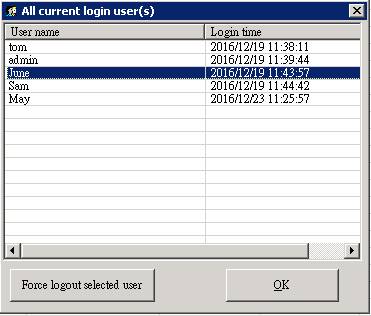 All current login user(s)
User name Login time
tom 2016/12/19 11:38:11
admin 2016/12/19 11:39:44
June 2016/12/19 11:43:57
Sam 2016/12/19 11:44:42
May 2016/12/23 11:25:57
Force logout selected user OK